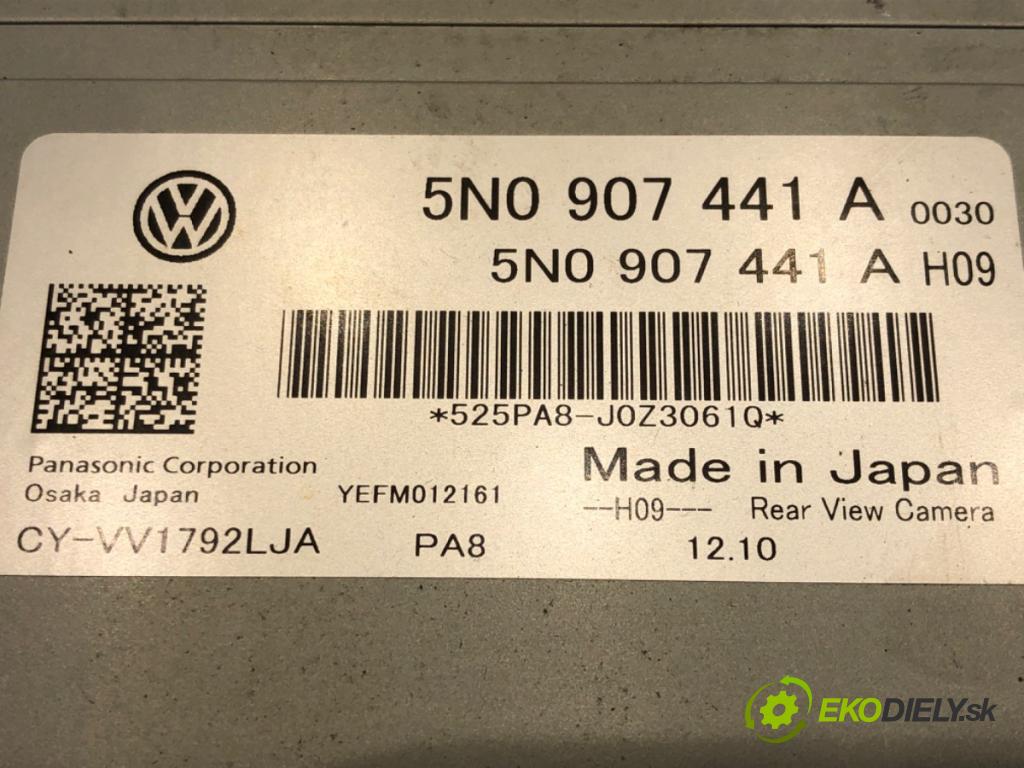 5N0 907 441 A 0030
5N0 907 441 A H09
*525PA8-J0Z3061Q*
Panasonic Corporation
Osaka Japan
YEFM012161
Made in Japan
--H09--- Rear View Camera
CY-VV1792LJA PA8 12.10
EKODIELY.sk